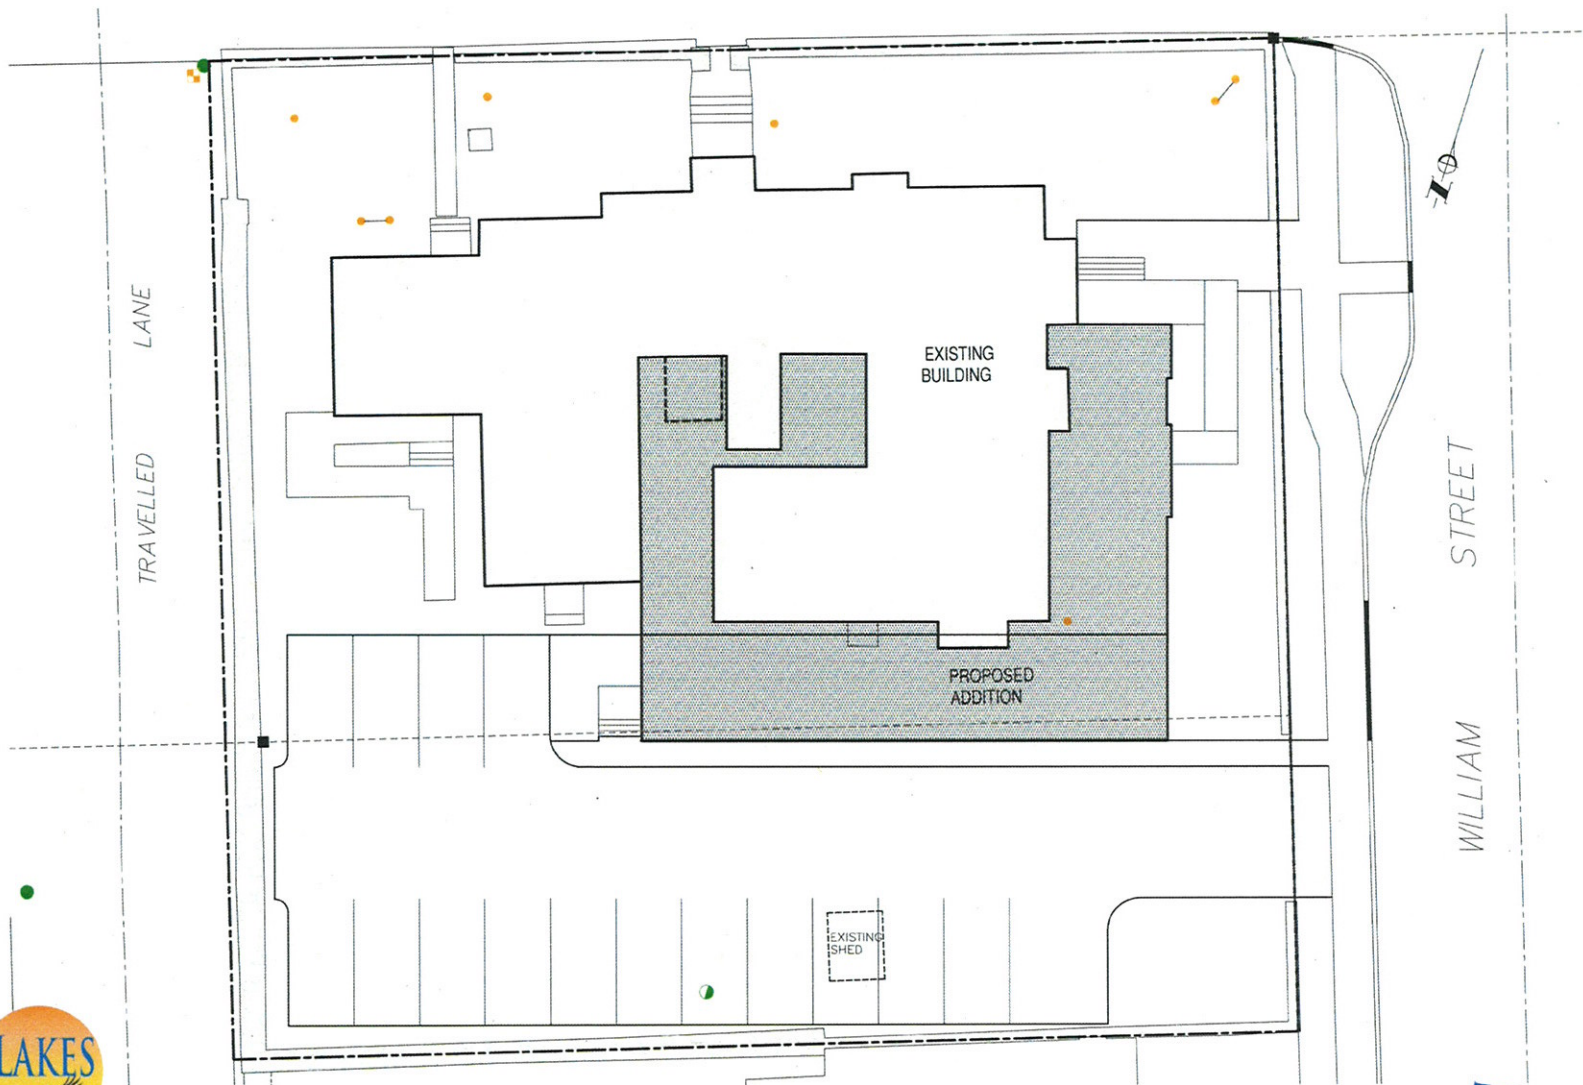 TRAVELLED LANE
EXISTING
BUILDING
PROPOSED
ADDITION
WILLIAM STREET
EXISTING
SHED
LAKES